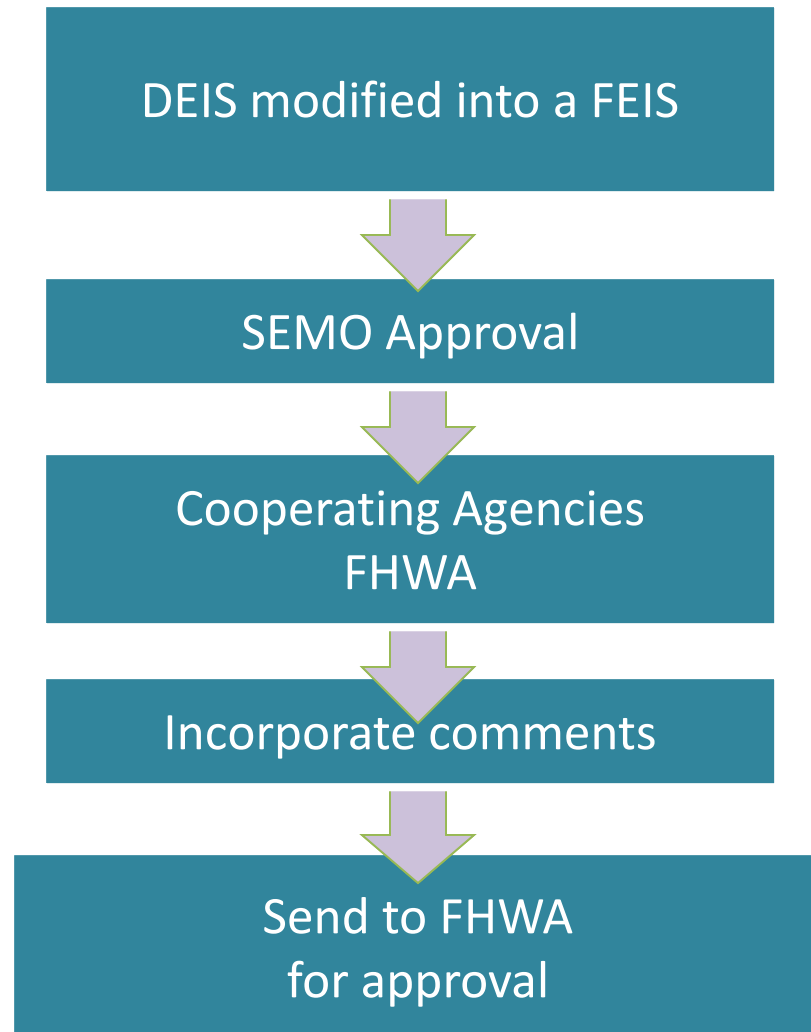 DEIS modified into a FEIS
SEMO Approval
Cooperating Agencies
FHWA
Incorporate comments
Send to FHWA
for approval